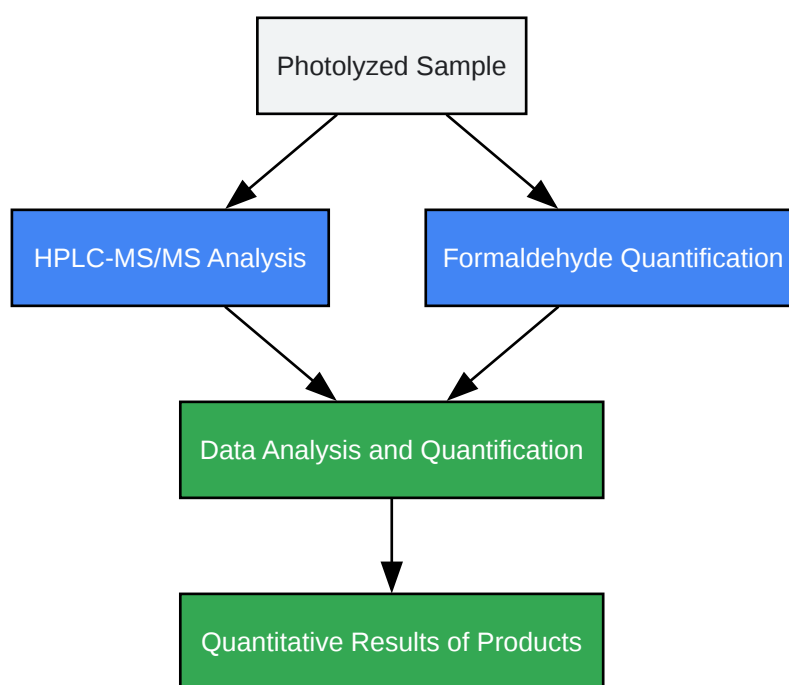 Photolyzed Sample
HPLC-MS/MS Analysis
Formaldehyde Quantification
Data Analysis and Quantification
Quantitative Results of Products